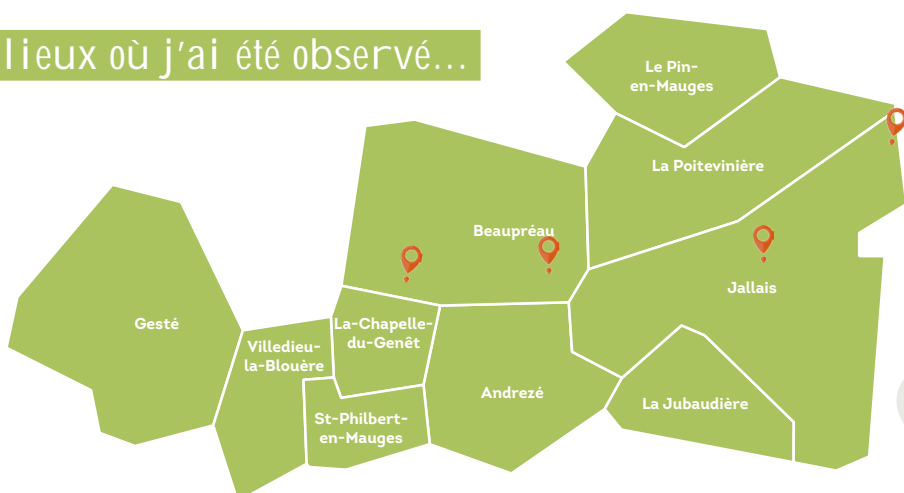 lieux où j'ai été observé...
Le Pin-
en-Mauges
La Poitevinière
Beaupréau
Jallais
Gesté
La-Chapelle-
du-Genêt
Villedieu-
la-Blouère
Andrezé
La Jubaudière
St-Philbert-
en-Mauges